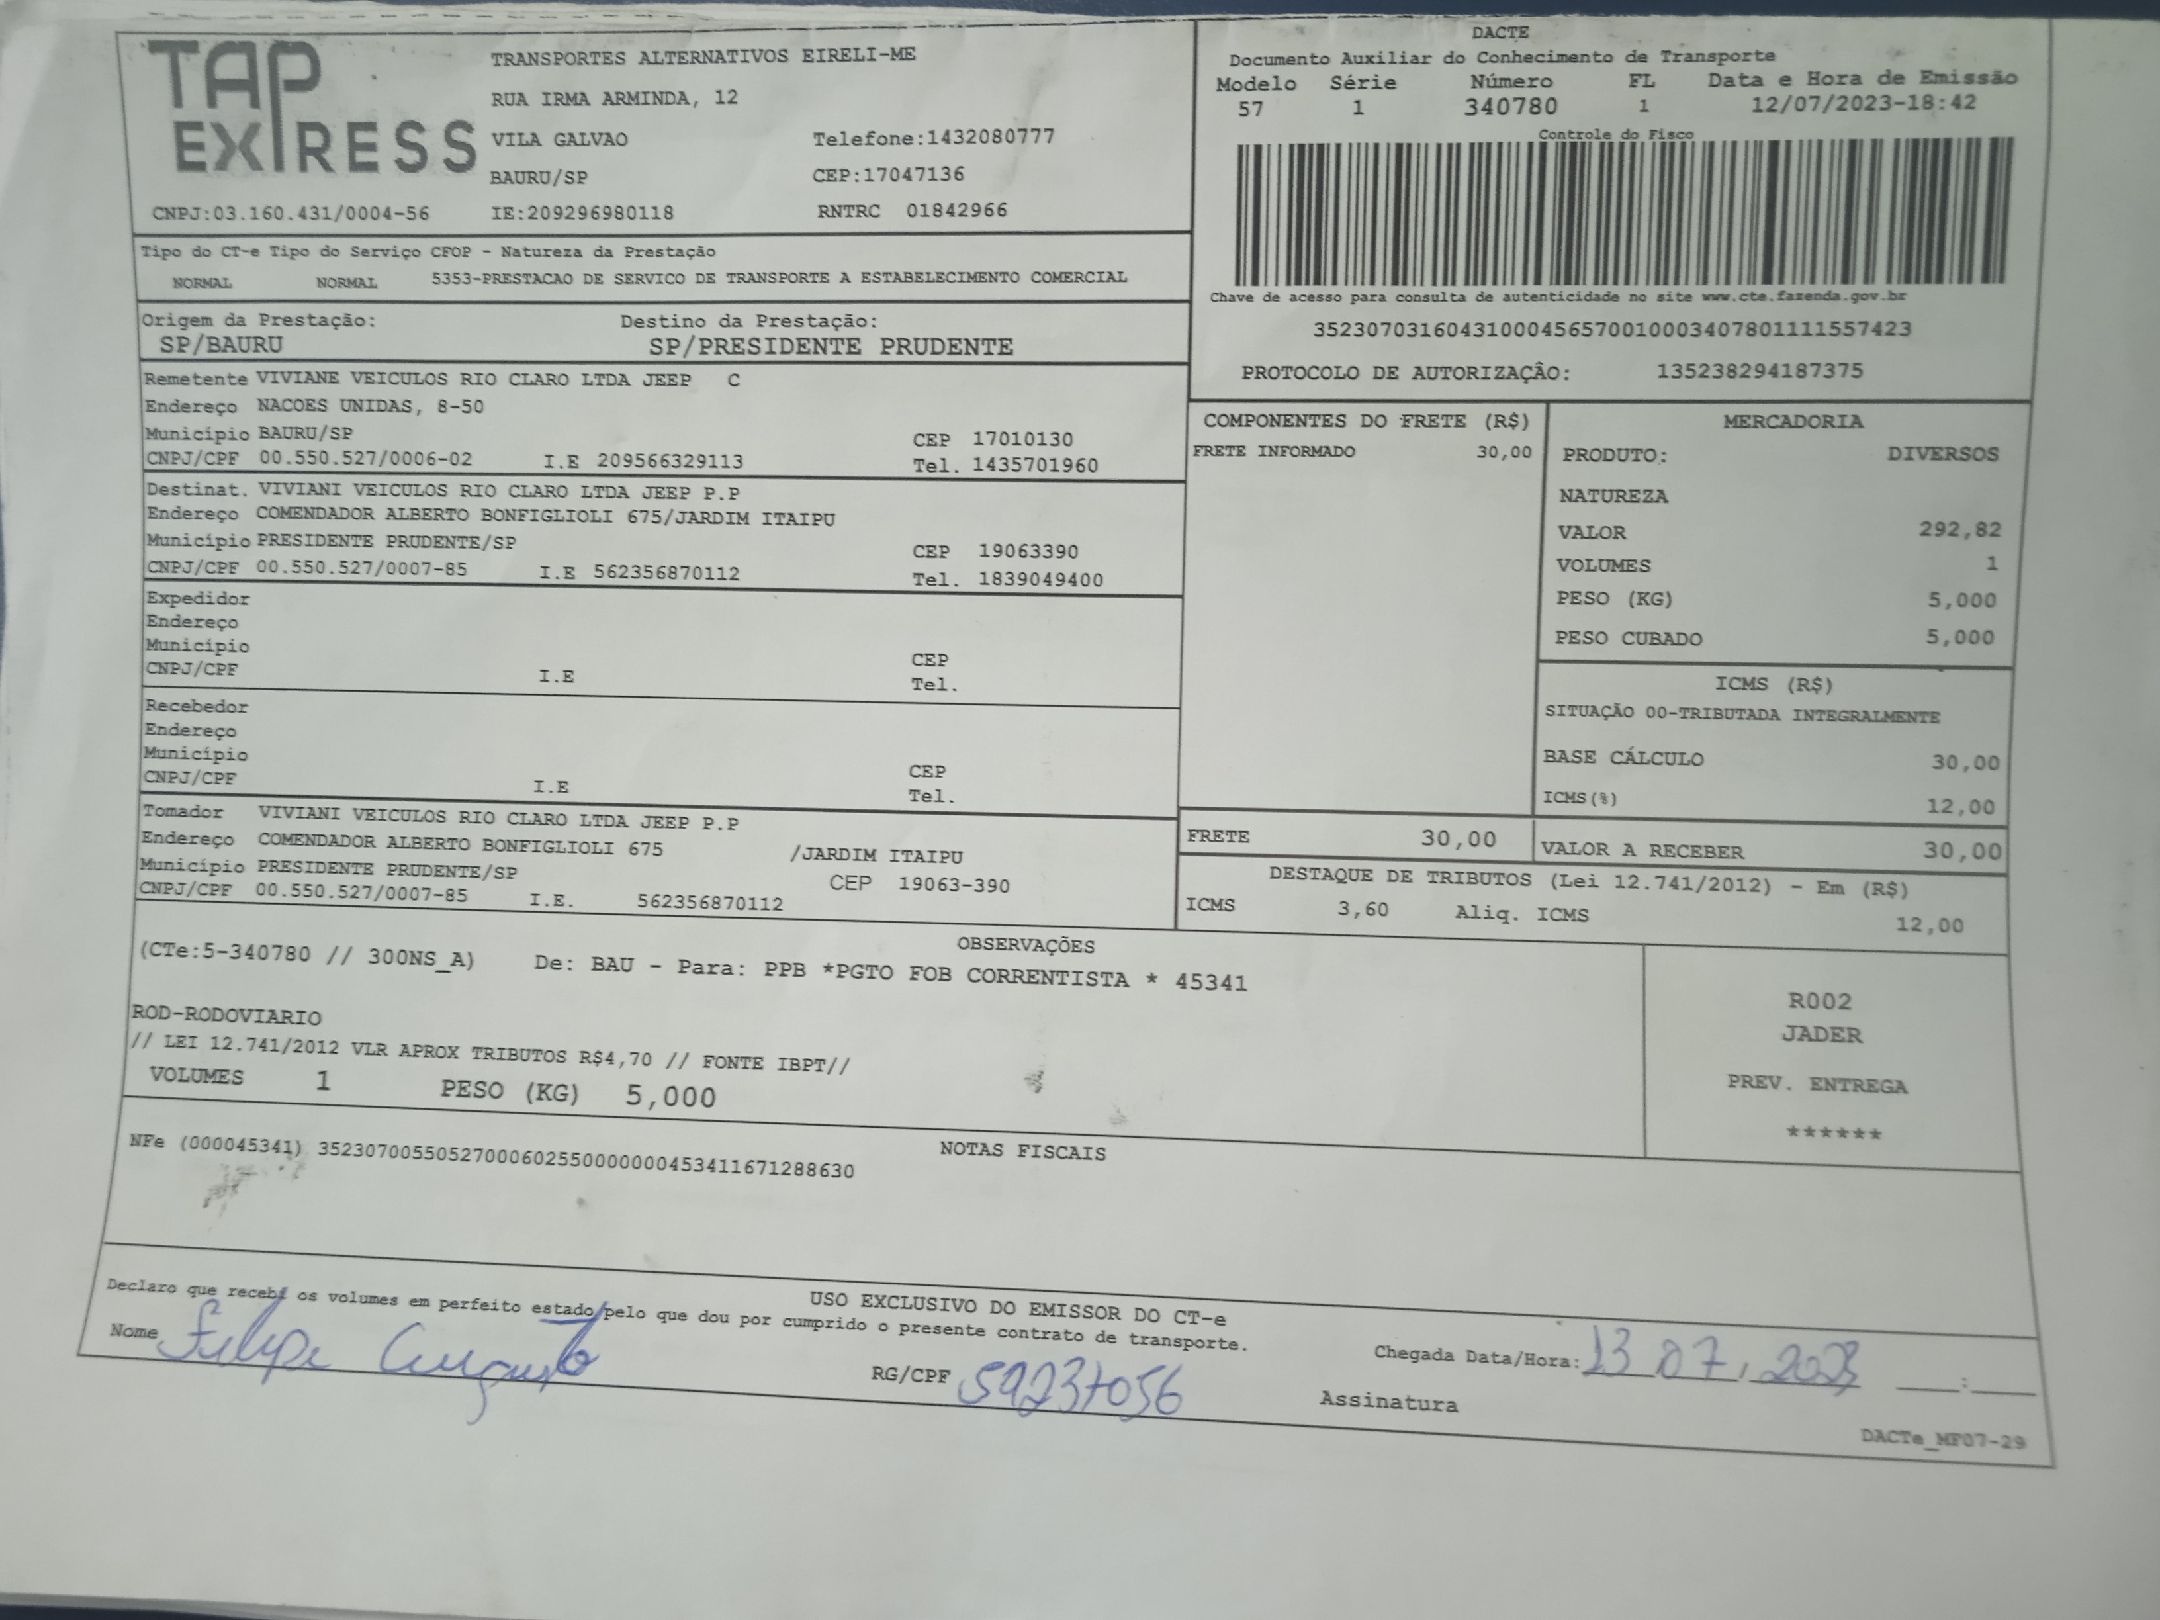 TAP EXPRESS
TRANSPORTES ALTERNATIVOS EIRELI-ME
RUA IRMA ARMINDA, 12
VILA GALVAO Telefone:1432080777
BAURU/SP CEP:17047136
CNPJ:03.160.431/0004-56 IE:209296980118 RNTRC 01842966
DACTE
Documento Auxiliar do Conhecimento de Transporte
Modelo Série Número FL Data e Hora de Emissão
57 1 340780 1 12/07/2023-18:42
Controle do Fisco
Chave de acesso para consulta de autenticidade no site www.cte.fazenda.gov.br
35230703160431000456570010003407801111557423
PROTOCOLO DE AUTORIZAÇÃO: 135238294187375
Tipo do CT-e Tipo do Serviço CFOP - Natureza da Prestação
NORMAL NORMAL 5353-PRESTACAO DE SERVICO DE TRANSPORTE A ESTABELECIMENTO COMERCIAL
Origem da Prestação: Destino da Prestação:
SP/BAURU SP/PRESIDENTE PRUDENTE
Remetente VIVIANE VEICULOS RIO CLARO LTDA JEEP C
Endereço NACOES UNIDAS, 8-50
Município BAURU/SP CEP 17010130
CNPJ/CPF 00.550.527/0006-02 I.E 209566329113 Tel. 1435701960
Destinat. VIVIANI VEICULOS RIO CLARO LTDA JEEP P.P
Endereço COMENDADOR ALBERTO BONFIGLIOLI 675/JARDIM ITAIPU
Município PRESIDENTE PRUDENTE/SP CEP 19063390
CNPJ/CPF 00.550.527/0007-85 I.E 562356870112 Tel. 1839049400
Expedidor
Endereço
Município CEP
CNPJ/CPF I.E Tel.
Recebedor
Endereço
Município CEP
CNPJ/CPF I.E Tel.
Tomador VIVIANI VEICULOS RIO CLARO LTDA JEEP P.P
Endereço COMENDADOR ALBERTO BONFIGLIOLI 675 /JARDIM ITAIPU
Município PRESIDENTE PRUDENTE/SP CEP 19063-390
CNPJ/CPF 00.550.527/0007-85 I.E. 562356870112
COMPONENTES DO FRETE (R$)
FRETE INFORMADO 30,00
MERCADORIA
PRODUTO: DIVERSOS
NATUREZA
VALOR 292,82
VOLUMES 1
PESO (KG) 5,000
PESO CUBADO 5,000
ICMS (R$)
SITUAÇÃO 00-TRIBUTADA INTEGRALMENTE
BASE CÁLCULO 30,00
ICMS(%) 12,00
FRETE 30,00 VALOR A RECEBER 30,00
DESTAQUE DE TRIBUTOS (Lei 12.741/2012) - Em (R$)
ICMS 3,60 Aliq. ICMS 12,00
OBSERVAÇÕES
(CTe:5-340780 // 300NS_A) De: BAU - Para: PPB *PGTO FOB CORRENTISTA * 45341
ROD-RODOVIARIO
// LEI 12.741/2012 VLR APROX TRIBUTOS R$4,70 // FONTE IBPT//
VOLUMES 1 PESO (KG) 5,000
R002
JADER
PREV. ENTREGA
******
NOTAS FISCAIS
NFe (000045341) 35230700550527000602550000000453411671288630
USO EXCLUSIVO DO EMISSOR DO CT-e
Declaro que recebi os volumes em perfeito estado pelo que dou por cumprido o presente contrato de transporte.
Nome Filipe Augusto RG/CPF 59237056 Chegada Data/Hora: 13 07, 2023 ____:____
Assinatura
DACTe_MF07-29